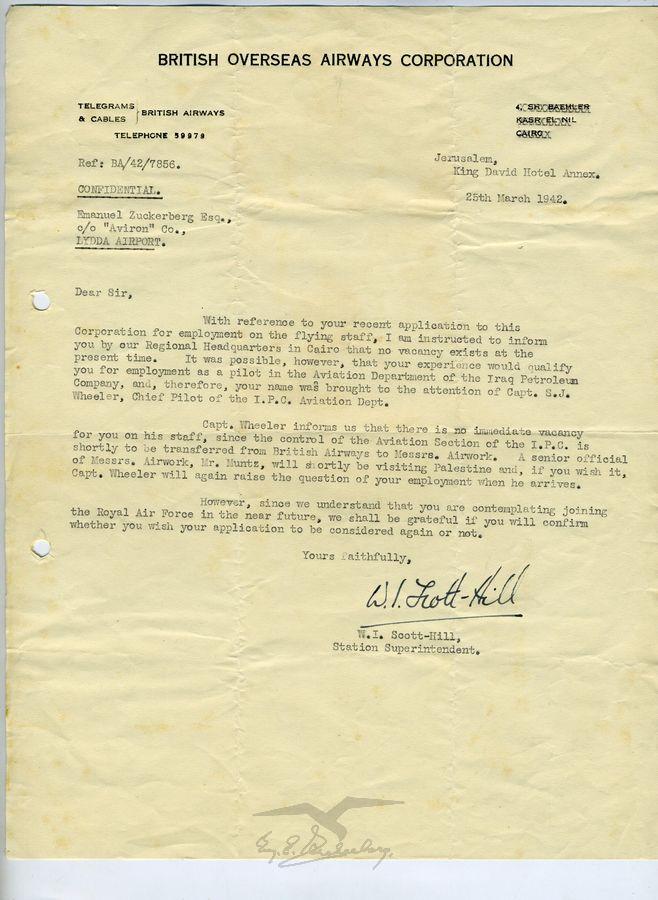 BRITISH OVERSEAS AIRWAYS CORPORATION
TELEGRAMS & CABLES } BRITISH AIRWAYS
TELEPHONE 59979
4, SH. BAEHLER
KASR EL NIL
CAIRO
Ref: BA/42/7856.
Jerusalem,
King David Hotel Annex.
CONFIDENTIAL.
25th March 1942.
Emanuel Zuckerberg Esq.,
c/o "Aviron" Co.,
LYDDA AIRPORT.
Dear Sir,
With reference to your recent application to this
Corporation for employment on the flying staff, I am instructed to inform
you by our Regional Headquarters in Cairo that no vacancy exists at the
present time. It was possible, however, that your experience would qualify
you for employment as a pilot in the Aviation Department of the Iraq Petroleum
Company, and, therefore, your name was brought to the attention of Capt. S.J.
Wheeler, Chief Pilot of the I.P.C. Aviation Dept.
Capt. Wheeler informs us that there is no immediate vacancy
for you on his staff, since the control of the Aviation Section of the I.P.C. is
shortly to be transferred from British Airways to Messrs. Airwork. A senior official
of Messrs. Airwork, Mr. Muntz, will shortly be visiting Palestine and, if you wish it,
Capt. Wheeler will again raise the question of your employment when he arrives.
However, since we understand that you are contemplating joining
the Royal Air Force in the near future, we shall be grateful if you will confirm
whether you wish your application to be considered again or not.
Yours faithfully,
W.I. Scott-Hill
W.I. Scott-Hill,
Station Superintendent.